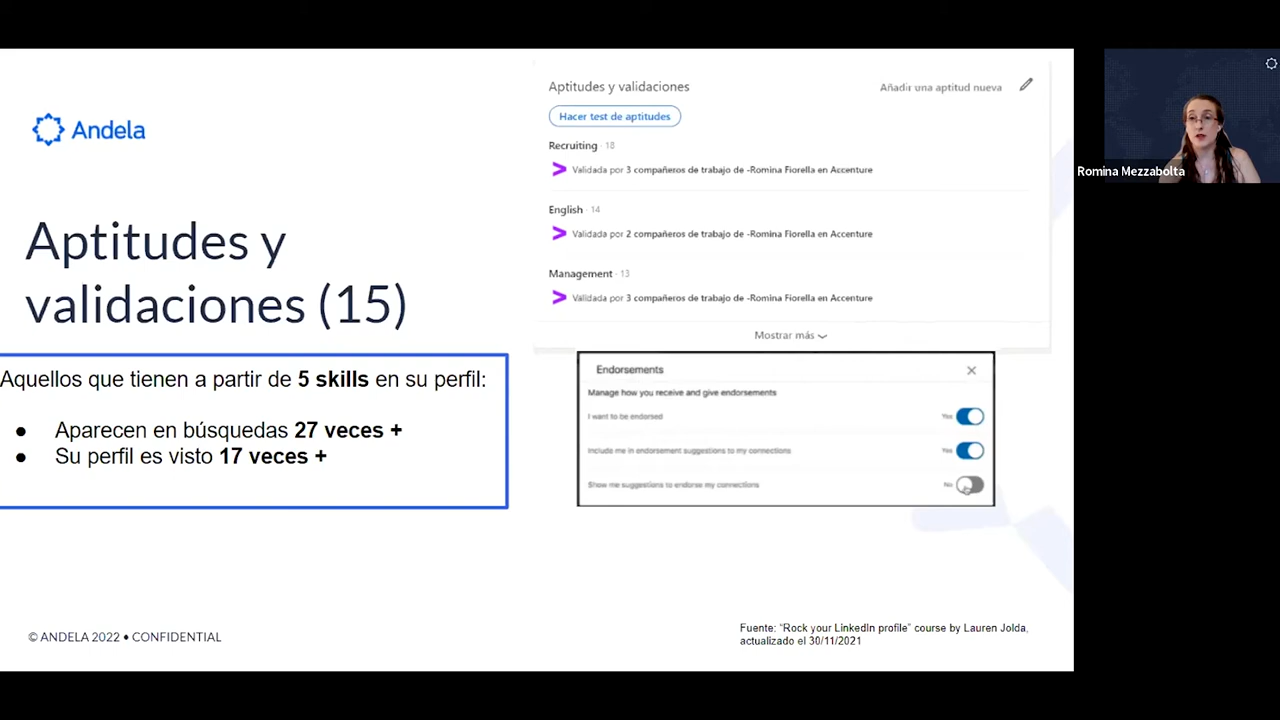 Andela
Aptitudes y
validaciones (15)
Aquellos que tienen a partir de 5 skills en su perfil:
● Aparecen en búsquedas 27 veces +
● Su perfil es visto 17 veces +
© ANDELA 2022 • CONFIDENTIAL
Aptitudes y validaciones
Añadir una aptitud nueva
Hacer test de aptitudes
Recruiting · 18
Validada por 3 compañeros de trabajo de -Romina Fiorella en Accenture
English · 14
Validada por 2 compañeros de trabajo de -Romina Fiorella en Accenture
Management · 13
Validada por 3 compañeros de trabajo de -Romina Fiorella en Accenture
Mostrar más
Endorsements
Manage how you receive and give endorsements
I want to be endorsed Yes
Include me in endorsement suggestions to my connections Yes
Show me suggestions to endorse my connections No
Fuente: “Rock your LinkedIn profile” course by Lauren Jolda,
actualizado el 30/11/2021
Romina Mezzabolta